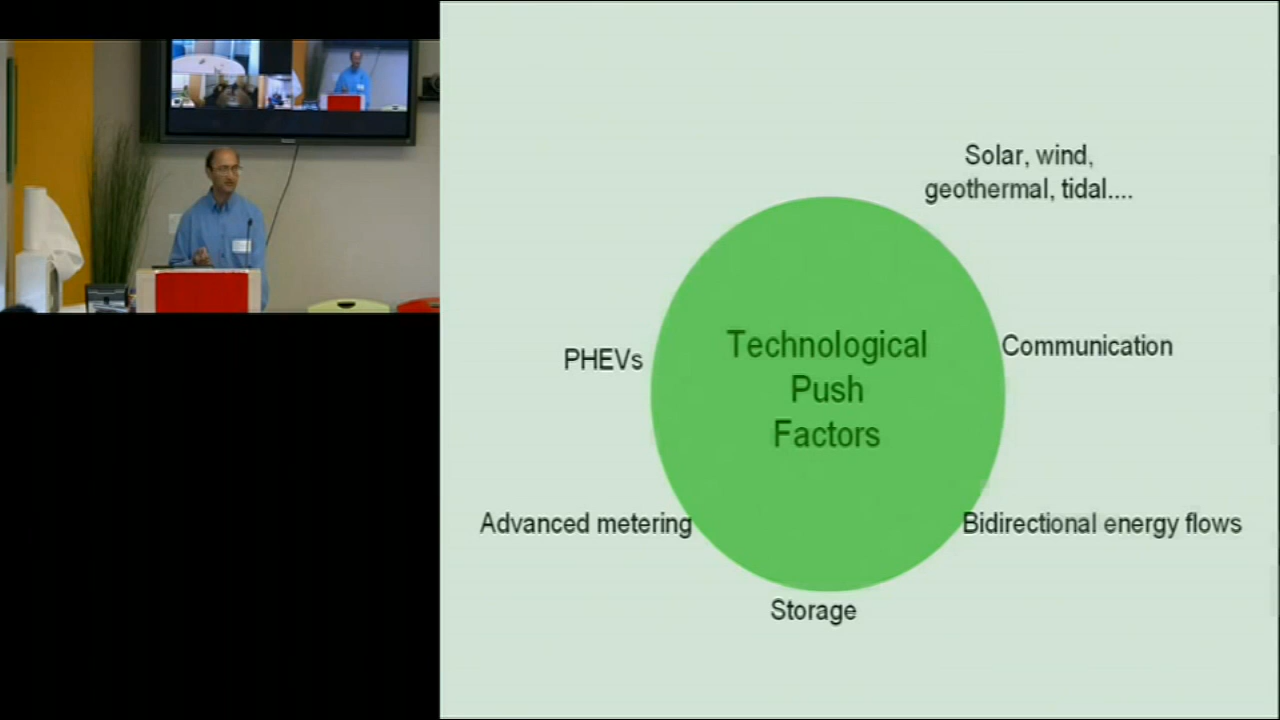 Solar, wind,
geothermal, tidal....
Technological
Push
Factors
PHEVs
Communication
Advanced metering
Bidirectional energy flows
Storage